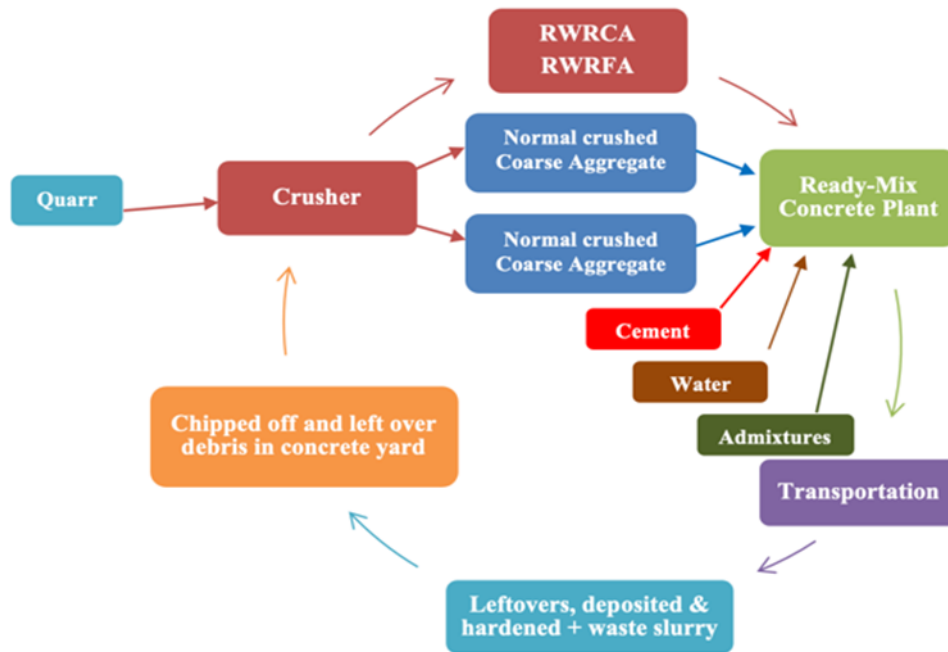 RWRCA
RWRFA
Normal crushed
Coarse Aggregate
Quarr
Crusher
Ready-Mix
Concrete Plant
Normal crushed
Coarse Aggregate
Cement
Water
Admixtures
Chipped off and left over
debris in concrete yard
Transportation
Leftovers, deposited &
hardened + waste slurry